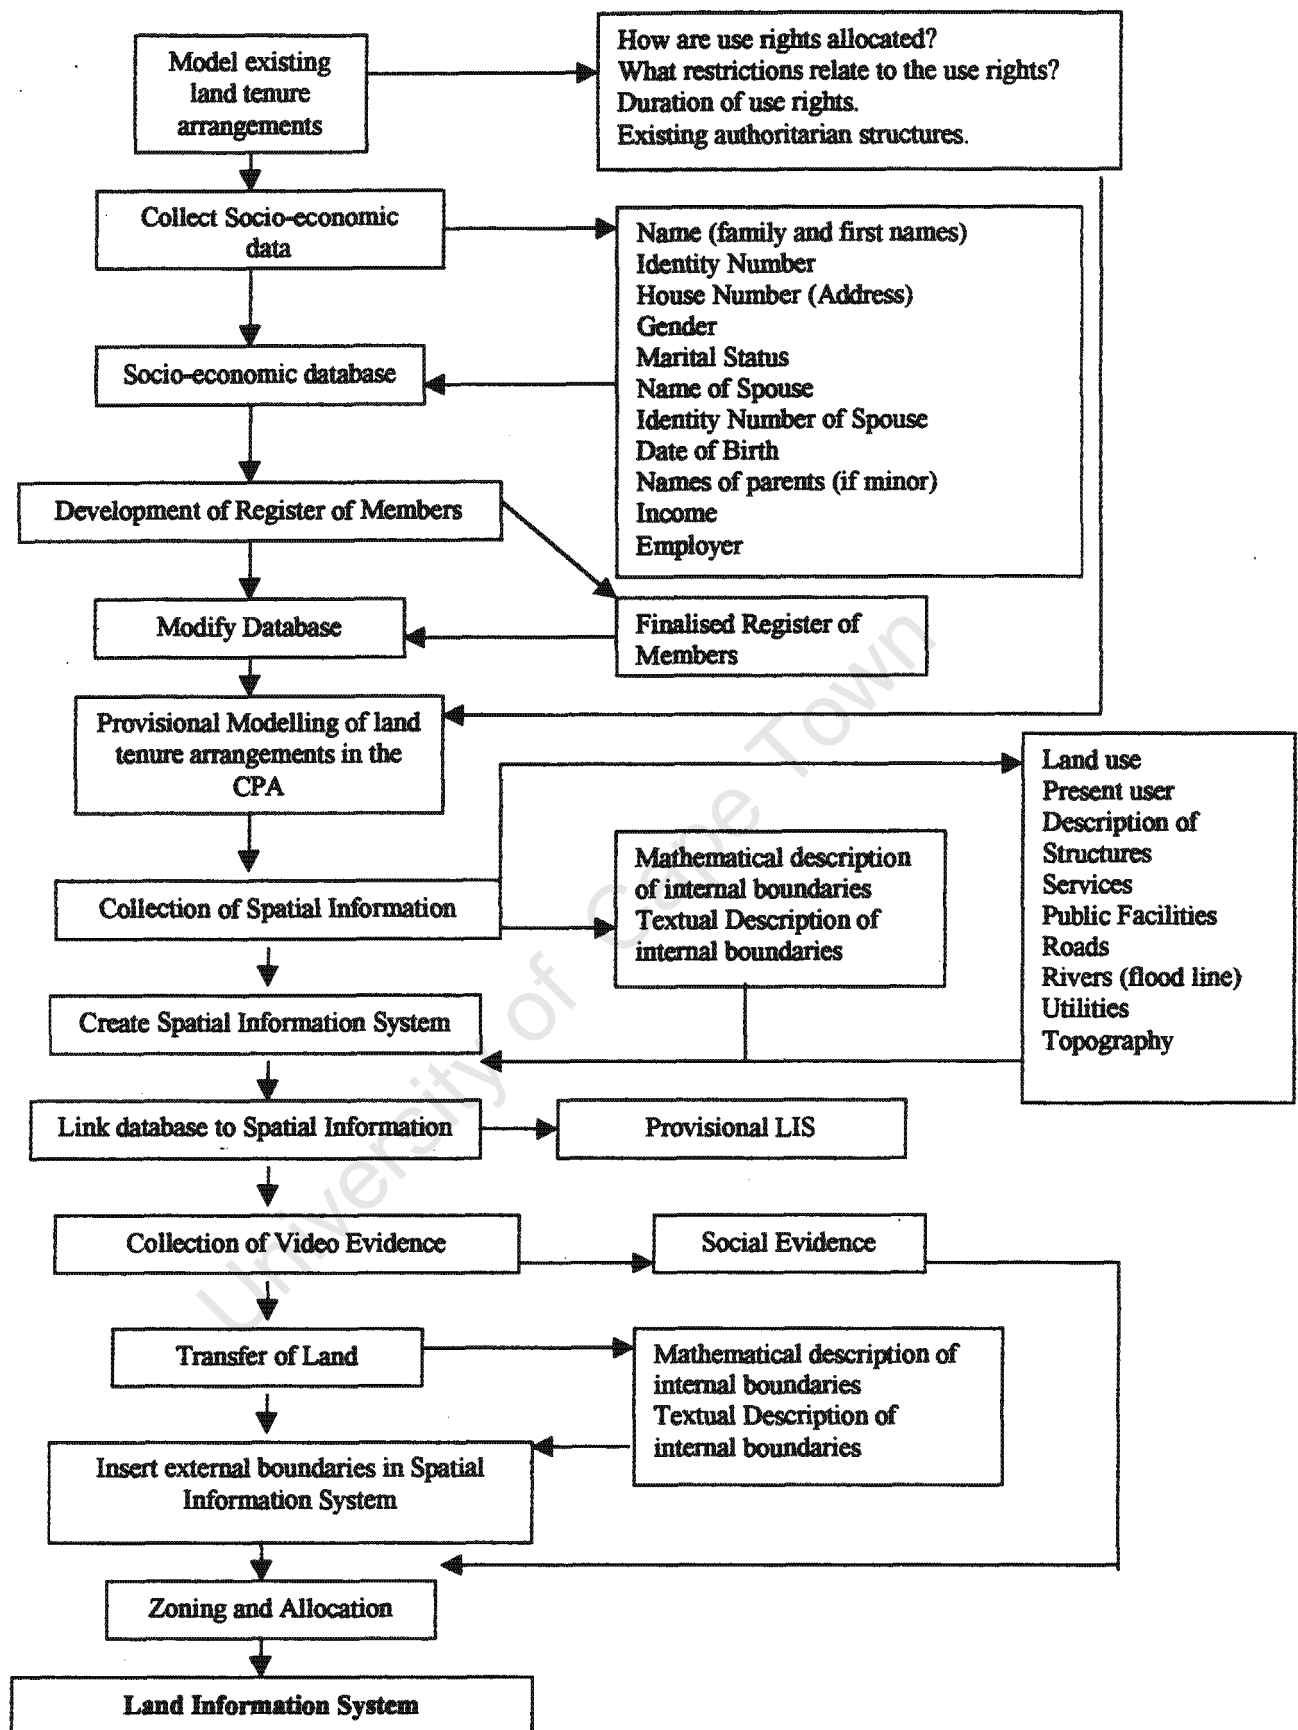 Model existing
land tenure
arrangements
How are use rights allocated?
What restrictions relate to the use rights?
Duration of use rights.
Existing authoritarian structures.
Collect Socio-economic
data
Name (family and first names)
Identity Number
House Number (Address)
Gender
Marital Status
Name of Spouse
Identity Number of Spouse
Date of Birth
Names of parents (if minor)
Income
Employer
Socio-economic database
Development of Register of Members
Modify Database
Finalised Register of
Members
Provisional Modelling of land
tenure arrangements in the
CPA
Land use
Present user
Description of
Structures
Services
Public Facilities
Roads
Rivers (flood line)
Utilities
Topography
Mathematical description
of internal boundaries
Textual Description of
internal boundaries
Collection of Spatial Information
Create Spatial Information System
Link database to Spatial Information
Provisional LIS
Collection of Video Evidence
Social Evidence
Transfer of Land
Mathematical description of
internal boundaries
Textual Description of
internal boundaries
Insert external boundaries in Spatial
Information System
Zoning and Allocation
Land Information System
University of Cape Town